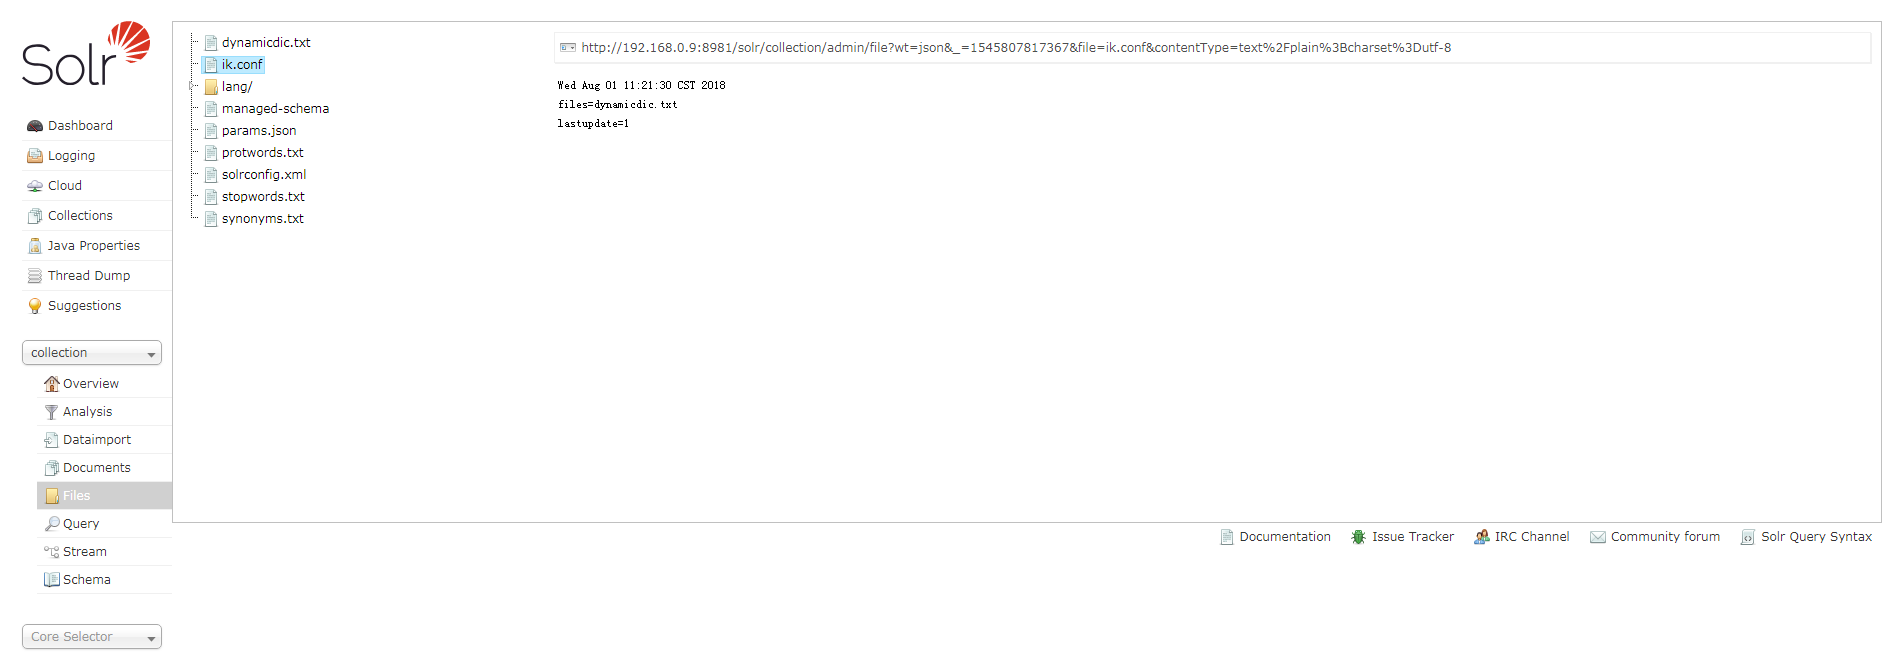 Solr
Dashboard
Logging
Cloud
Collections
Java Properties
Thread Dump
Suggestions
collection
Overview
Analysis
Dataimport
Documents
Files
Query
Stream
Schema
Core Selector
dynamicdic.txt
ik.conf
lang/
managed-schema
params.json
protwords.txt
solrconfig.xml
stopwords.txt
synonyms.txt
http://192.168.0.9:8981/solr/collection/admin/file?wt=json&_=1545807817367&file=ik.conf&contentType=text%2Fplain%3Bcharset%3Dutf-8
Wed Aug 01 11:21:30 CST 2018
files=dynamicdic.txt
lastupdate=1
Documentation Issue Tracker IRC Channel Community forum Solr Query Syntax